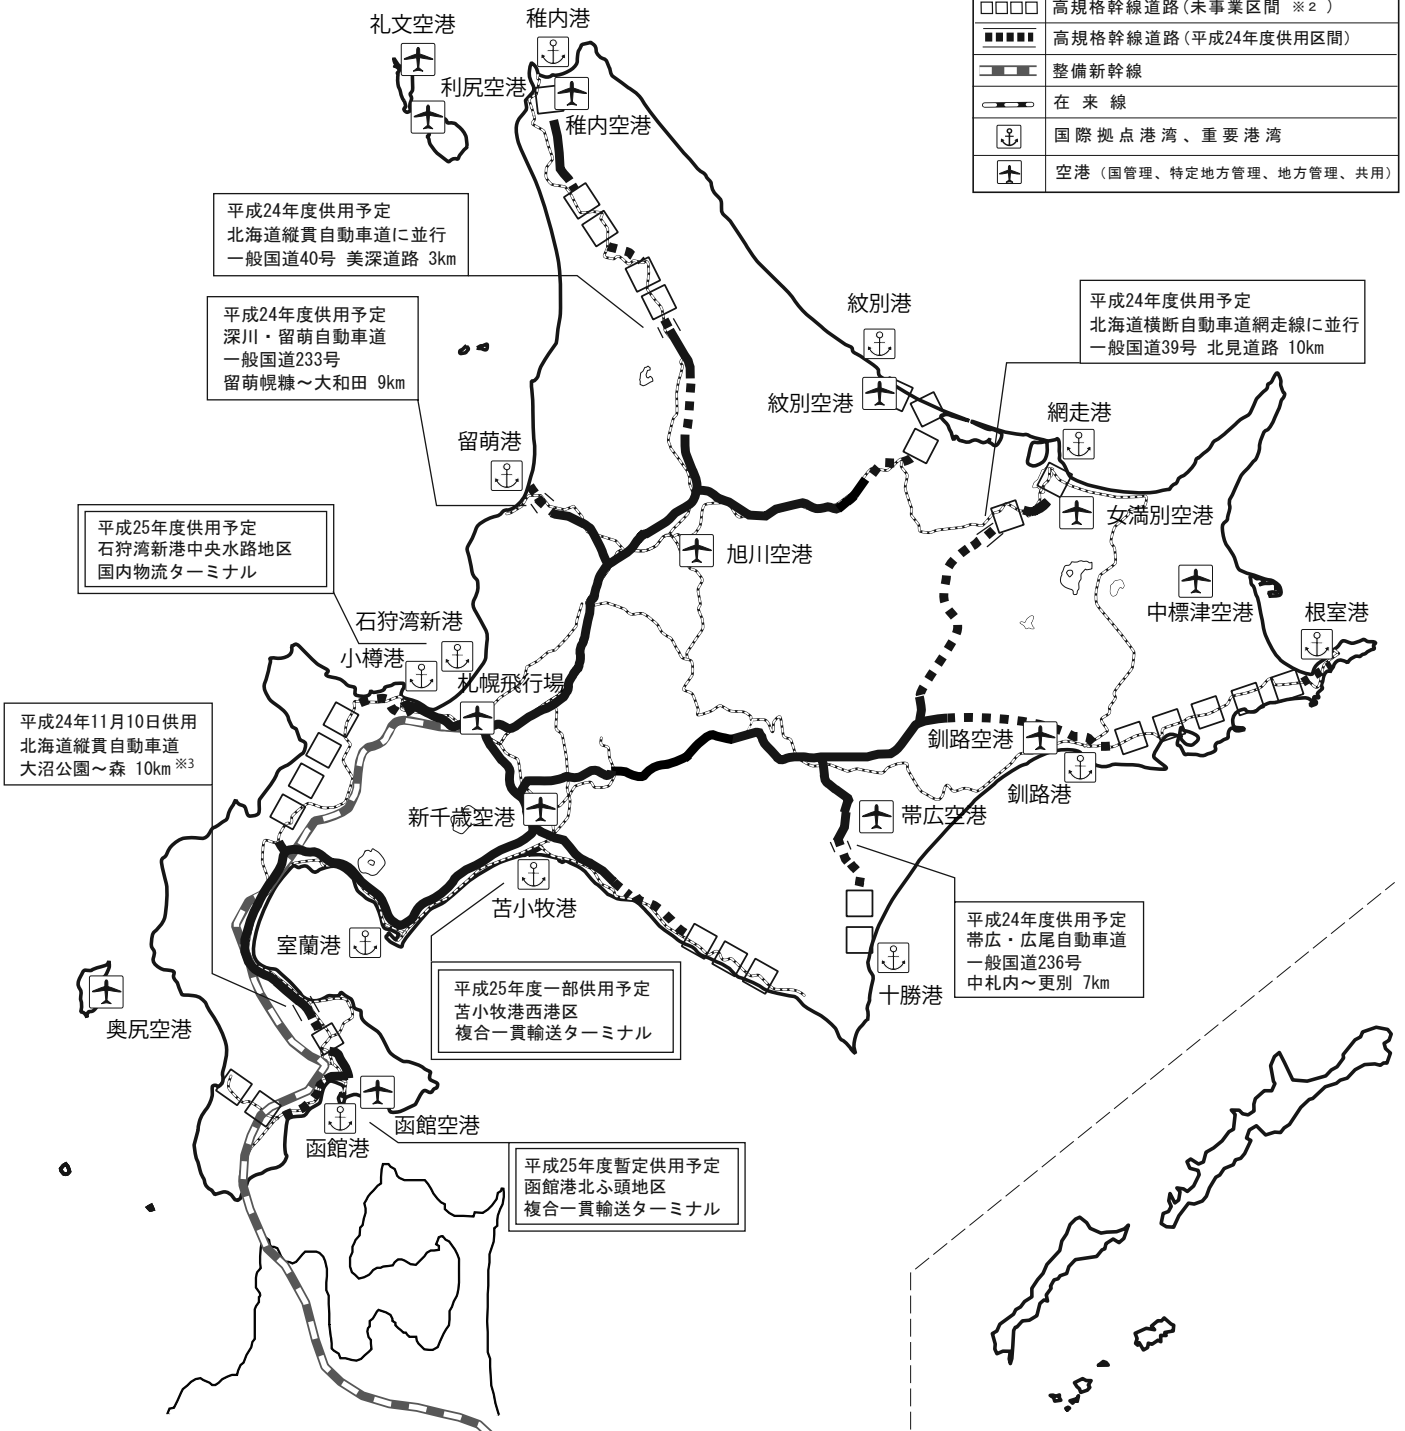 高規格幹線道路(未事業区間 ※2 )
高規格幹線道路(平成24年度供用区間)
整備新幹線
在 来 線
国際拠点港湾、重要港湾
空港 (国管理、特定地方管理、地方管理、共用)
礼文空港
稚内港
利尻空港
稚内空港
平成24年度供用予定
北海道縦貫自動車道に並行
一般国道40号 美深道路 3km
平成24年度供用予定
深川・留萌自動車道
一般国道233号
留萌幌糠~大和田 9km
紋別港
紋別空港
平成24年度供用予定
北海道横断自動車道網走線に並行
一般国道39号 北見道路 10km
網走港
留萌港
女満別空港
平成25年度供用予定
石狩湾新港中央水路地区
国内物流ターミナル
旭川空港
中標津空港
根室港
石狩湾新港
小樽港
札幌飛行場
平成24年11月10日供用
北海道縦貫自動車道
大沼公園~森 10km※3
釧路空港
釧路港
新千歳空港
帯広空港
苫小牧港
室蘭港
平成24年度供用予定
帯広・広尾自動車道
一般国道236号
中札内~更別 7km
十勝港
平成25年度一部供用予定
苫小牧港西港区
複合一貫輸送ターミナル
奥尻空港
函館空港
函館港
平成25年度暫定供用予定
函館港北ふ頭地区
複合一貫輸送ターミナル